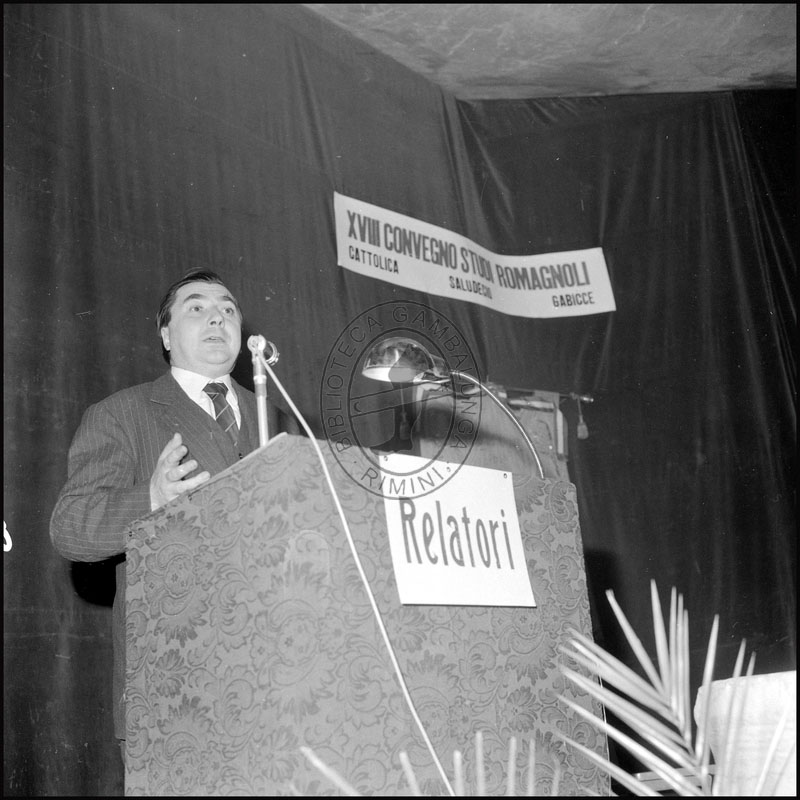 XVIII CONVEGNO STUDI ROMAGNOLI
CATTOLICA SALUDECIO GABICCE
BIBLIOTECA GAMBALUNGA
RIMINI
Relatori